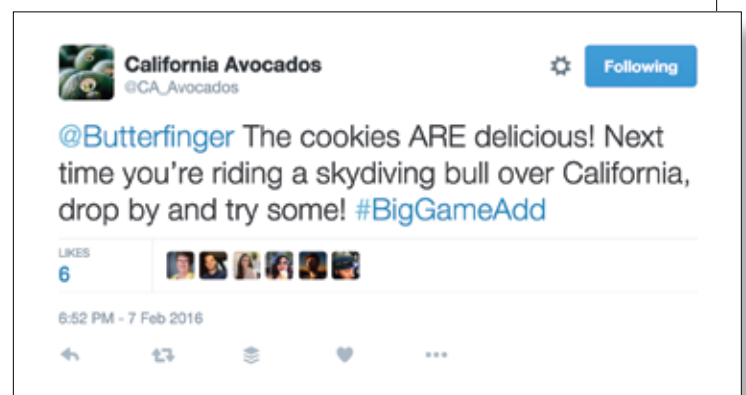 California Avocados
@CA_Avocados
Following
@Butterfinger The cookies ARE delicious! Next
time you’re riding a skydiving bull over California,
drop by and try some! #BigGameAdd
LIKES
6
6:52 PM - 7 Feb 2016